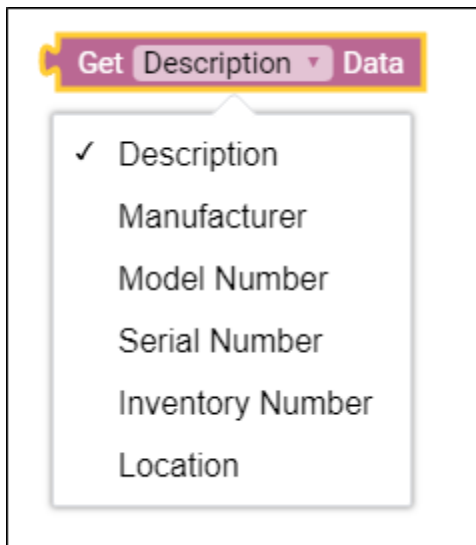 Get Description Data
✓ Description
Manufacturer
Model Number
Serial Number
Inventory Number
Location